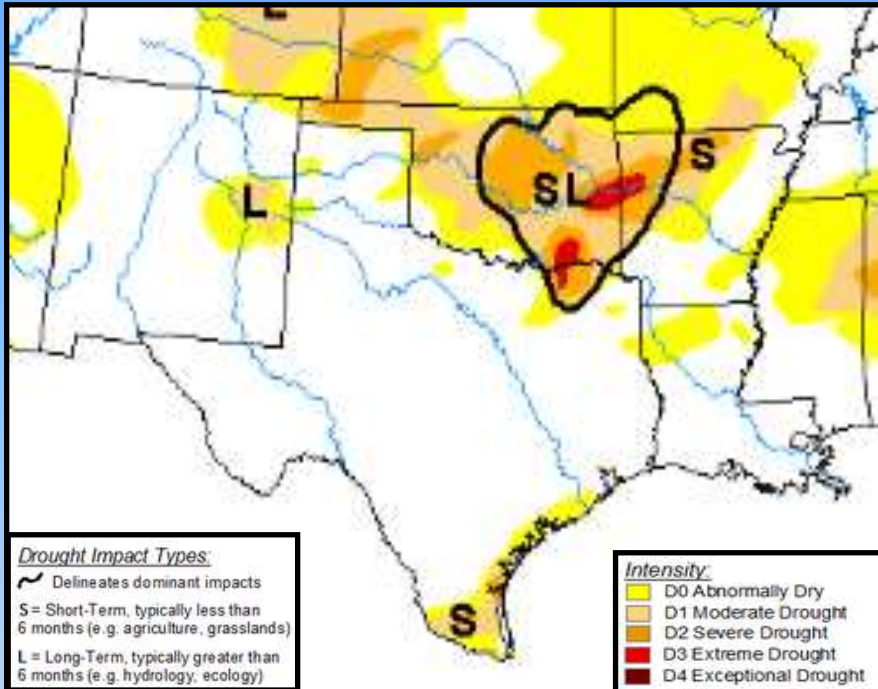 L
S
S L
L
S
Drought Impact Types:
Delineates dominant impacts
S = Short-Term, typically less than
6 months (e.g. agriculture, grasslands)
L = Long-Term, typically greater than
6 months (e.g. hydrology, ecology)
Intensity:
D0 Abnormally Dry
D1 Moderate Drought
D2 Severe Drought
D3 Extreme Drought
D4 Exceptional Drought